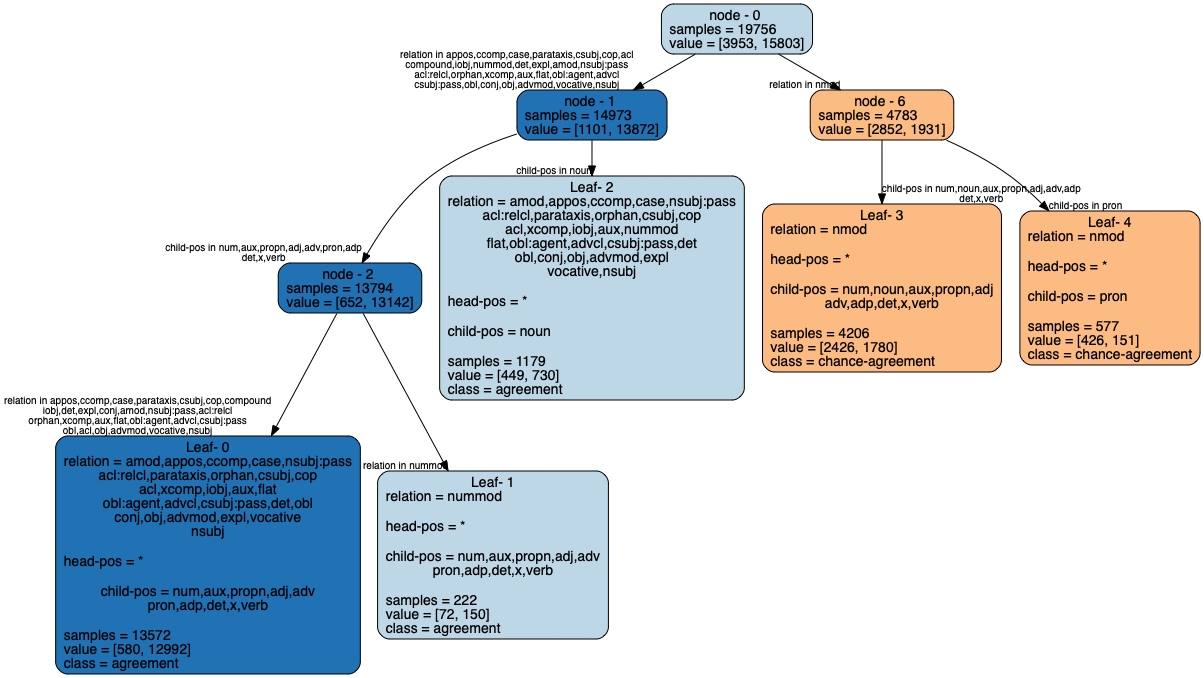 node - 0
samples = 19756
value = [3953, 15803]
relation in appos,ccomp,case,parataxis,csubj,cop,acl
compound,iobj,nummod,det,expl,amod,nsubj:pass
acl:relcl,orphan,xcomp,aux,flat,obl:agent,advcl
csubj:pass,obl,conj,obj,advmod,vocative,nsubj
relation in nmod
node - 1
samples = 14973
value = [1101, 13872]
node - 6
samples = 4783
value = [2852, 1931]
child-pos in num,aux,propn,adj,adv,pron,adp
det,x,verb
child-pos in noun
child-pos in num,noun,aux,propn,adj,adv,adp
det,x,verb
child-pos in pron
node - 2
samples = 13794
value = [652, 13142]
Leaf- 2
relation = amod,appos,ccomp,case,nsubj:pass
acl:relcl,parataxis,orphan,csubj,cop
acl,xcomp,iobj,aux,nummod
flat,obl:agent,advcl,csubj:pass,det
obl,conj,obj,advmod,expl
vocative,nsubj
head-pos = *
child-pos = noun
samples = 1179
value = [449, 730]
class = agreement
Leaf- 3
relation = nmod
head-pos = *
child-pos = num,noun,aux,propn,adj
adv,adp,det,x,verb
samples = 4206
value = [2426, 1780]
class = chance-agreement
Leaf- 4
relation = nmod
head-pos = *
child-pos = pron
samples = 577
value = [426, 151]
class = chance-agreement
relation in appos,ccomp,case,parataxis,csubj,cop,compound
iobj,det,expl,conj,amod,nsubj:pass,acl:relcl
orphan,xcomp,aux,flat,obl:agent,advcl,csubj:pass
obl,acl,obj,advmod,vocative,nsubj
relation in nummod
Leaf- 0
relation = amod,appos,ccomp,case,nsubj:pass
acl:relcl,parataxis,orphan,csubj,cop
acl,xcomp,iobj,aux,flat
obl:agent,advcl,csubj:pass,det,obl
conj,obj,advmod,expl,vocative
nsubj
head-pos = *
child-pos = num,aux,propn,adj,adv
pron,adp,det,x,verb
samples = 13572
value = [580, 12992]
class = agreement
Leaf- 1
relation = nummod
head-pos = *
child-pos = num,aux,propn,adj,adv
pron,adp,det,x,verb
samples = 222
value = [72, 150]
class = agreement